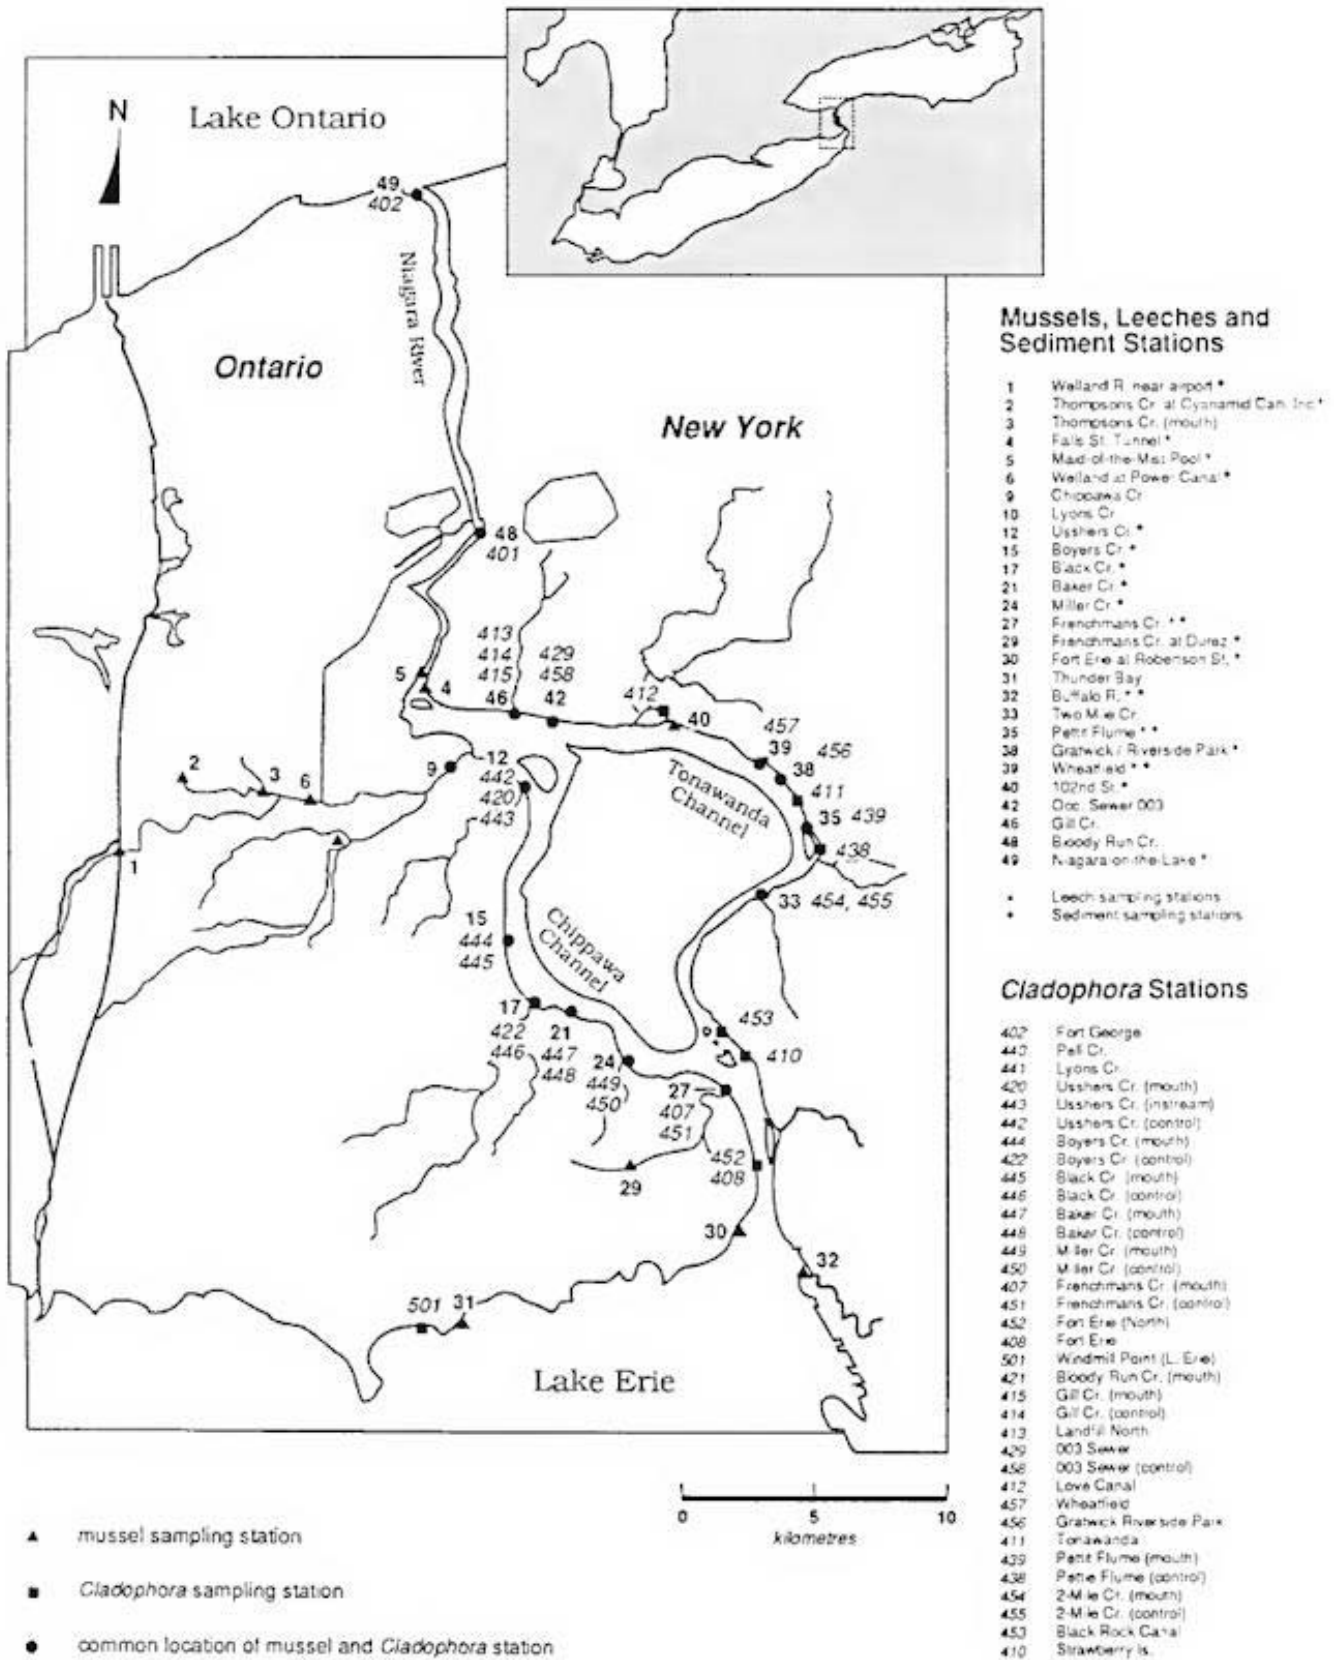 N
Lake Ontario
49
402
Niagara River
Ontario
New York
48
401
413
414
415
429
458
5
4
46
42
412
40
457
39
456
38
411
35 439
438
33 454, 455
Tonawanda
Channel
2
3
6
9
12
442
420
443
1
15
444
445
Chippawa
Channel
17
422
446
21
447
448
24
449
450
27
407
451
452
408
453
410
29
30
32
501
31
Lake Erie
0 5 10
kilometres
mussel sampling station
Cladophora sampling station
common location of mussel and Cladophora station
Mussels, Leeches and
Sediment Stations
1 Welland R. near airport *
2 Thompsons Cr. at Cyanamid Can. Inc. *
3 Thompsons Cr. (mouth)
4 Falls St. Tunnel *
5 Maid-of-the-Mist Pool *
6 Welland at Power Canal *
9 Chippawa Cr.
10 Lyons Cr.
12 Usshers Cr. *
15 Boyers Cr. *
17 Black Cr. *
21 Baker Cr. *
24 Miller Cr. *
27 Frenchmans Cr. * *
29 Frenchmans Cr. at Durez *
30 Fort Erie at Robertson St. *
31 Thunder Bay
32 Buffalo R. * *
33 Two Mile Cr.
35 Pettit Flume * *
38 Gratwick / Riverside Park *
39 Wheatfield * *
40 102nd St. *
42 Occ. Sewer 003
46 Gill Cr.
48 Bloody Run Cr.
49 Niagara-on-the-Lake *
Leech sampling stations
Sediment sampling stations
Cladophora Stations
402 Fort George
440 Pell Cr.
441 Lyons Cr.
420 Usshers Cr. (mouth)
443 Usshers Cr. (instream)
442 Usshers Cr. (control)
444 Boyers Cr. (mouth)
422 Boyers Cr. (control)
445 Black Cr. (mouth)
446 Black Cr. (control)
447 Baker Cr. (mouth)
448 Baker Cr. (control)
449 Miller Cr. (mouth)
450 Miller Cr. (control)
407 Frenchmans Cr. (mouth)
451 Frenchmans Cr. (control)
452 Fort Erie (North)
408 Fort Erie
501 Windmill Point (L. Erie)
421 Bloody Run Cr. (mouth)
415 Gill Cr. (mouth)
414 Gill Cr. (control)
413 Landfill North
429 003 Sewer
458 003 Sewer (control)
412 Love Canal
457 Wheatfield
456 Gratwick Riverside Park
411 Tonawanda
439 Pettit Flume (mouth)
438 Pettie Flume (control)
454 2-Mile Cr. (mouth)
455 2-Mile Cr. (control)
453 Black Rock Canal
410 Strawberry Is.